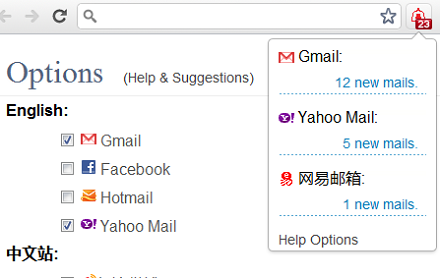 23
Options (Help & Suggestions)
English:
Gmail
Facebook
Hotmail
Yahoo Mail
中文站:
Gmail:
12 new mails.
Yahoo Mail:
5 new mails.
网易邮箱:
1 new mails.
Help Options